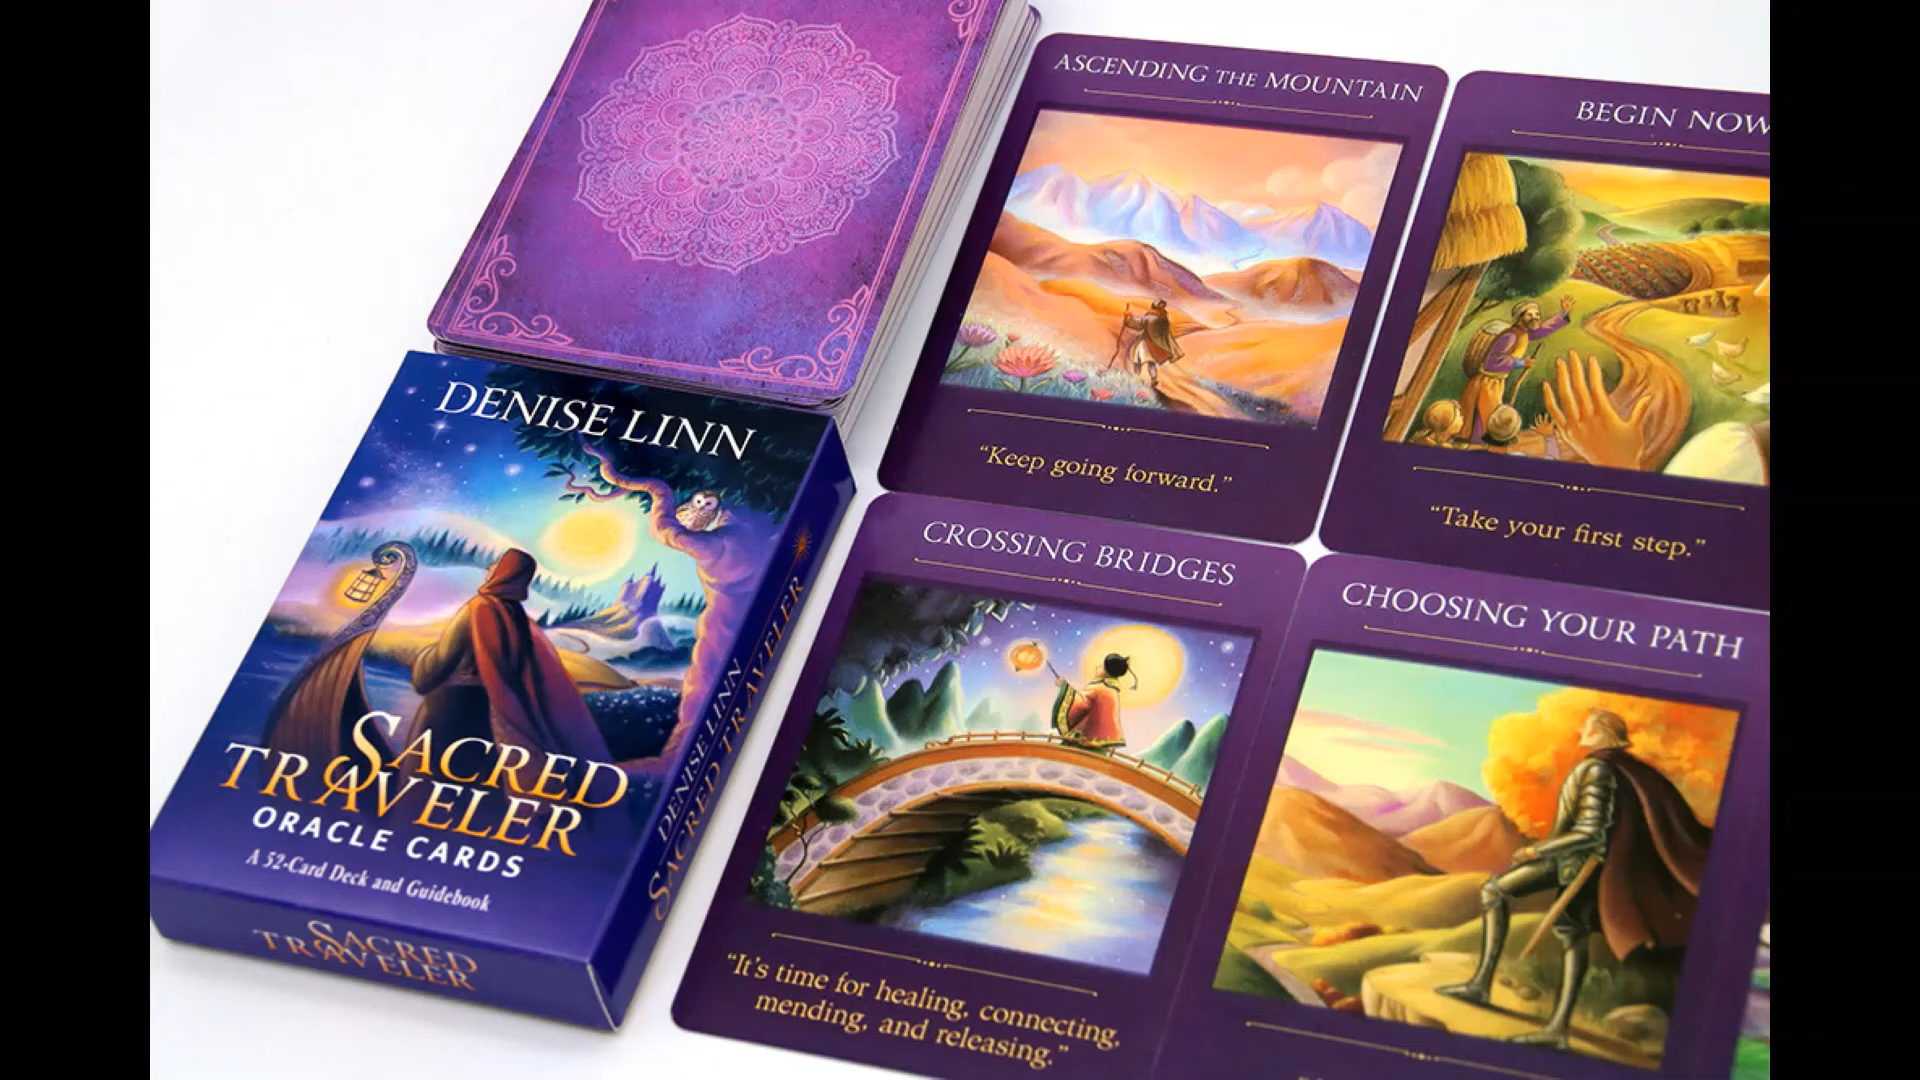 ASCENDING THE MOUNTAIN
"Keep going forward."
BEGIN NOW
"Take your first step."
DENISE LINN
SACRED
TRAVELER
ORACLE CARDS
A 52-Card Deck and Guidebook
SACRED
TRAVELER
DENISE LINN
SACRED TRAVELER
CROSSING BRIDGES
"It's time for healing, connecting,
mending, and releasing."
CHOOSING YOUR PATH